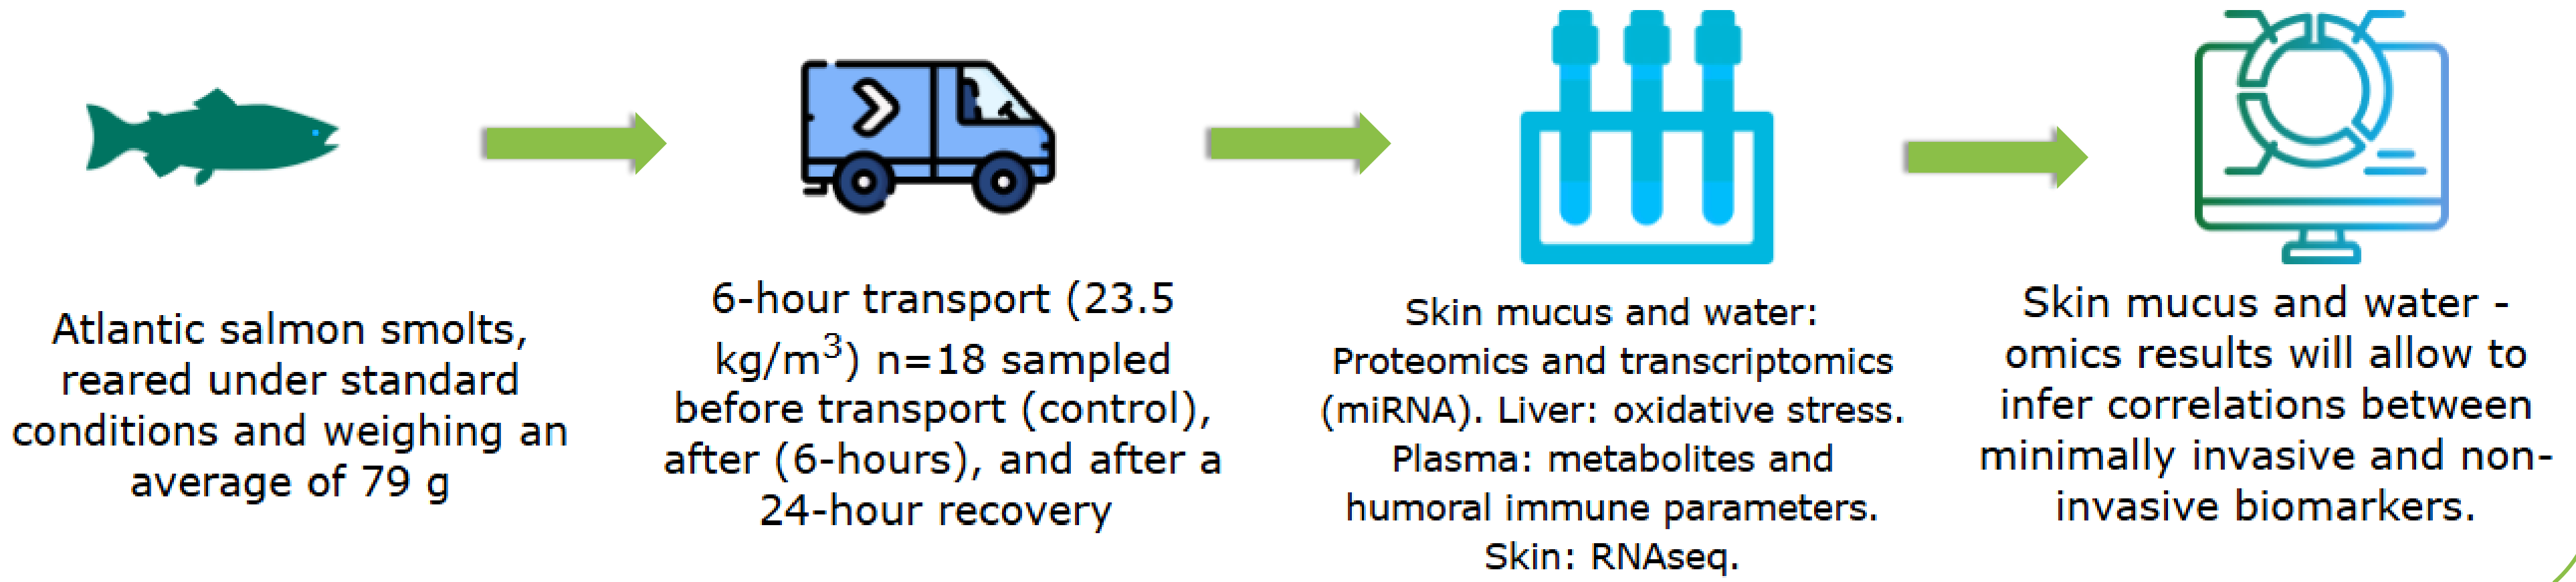 Atlantic salmon smolts,
reared under standard
conditions and weighing an
average of 79 g
6-hour transport (23.5
kg/m³) n=18 sampled
before transport (control),
after (6-hours), and after a
24-hour recovery
Skin mucus and water:
Proteomics and transcriptomics
(miRNA). Liver: oxidative stress.
Plasma: metabolites and
humoral immune parameters.
Skin: RNAseq.
Skin mucus and water -
omics results will allow to
infer correlations between
minimally invasive and non-
invasive biomarkers.